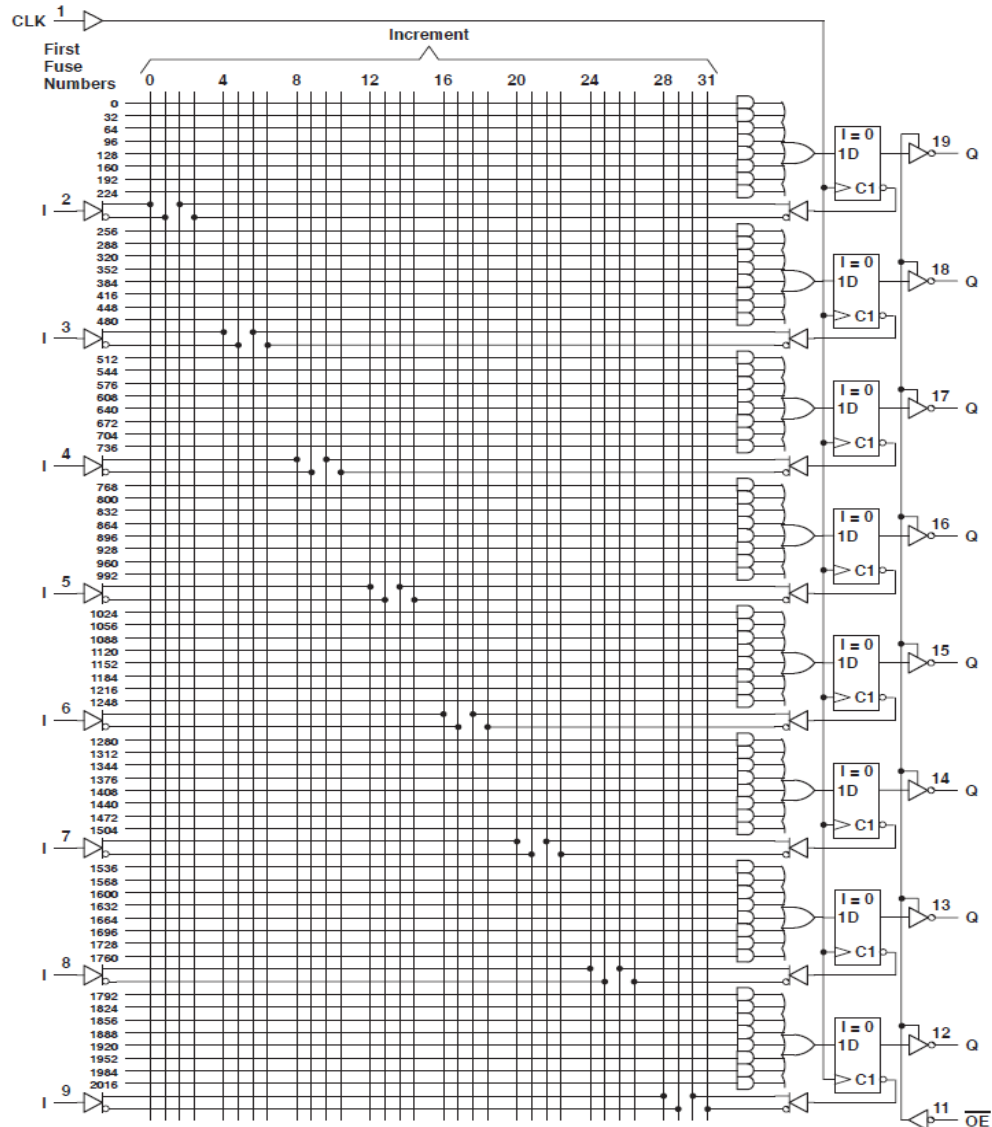 CLK 1
Increment
First
Fuse
Numbers
0 4 8 12 16 20 24 28 31
0
32
64
96
128
160
192
224
I = 0
1D
C1
19 Q
I 2
256
288
320
352
384
416
448
480
I = 0
1D
C1
18 Q
I 3
512
544
576
608
640
672
704
736
I = 0
1D
C1
17 Q
I 4
768
800
832
864
896
928
960
992
I = 0
1D
C1
16 Q
I 5
1024
1056
1088
1120
1152
1184
1216
1248
I = 0
1D
C1
15 Q
I 6
1280
1312
1344
1376
1408
1440
1472
1504
I = 0
1D
C1
14 Q
I 7
1536
1568
1600
1632
1664
1696
1728
1760
I = 0
1D
C1
13 Q
I 8
1792
1824
1856
1888
1920
1952
1984
2016
I = 0
1D
C1
12 Q
I 9
11 O̅E̅